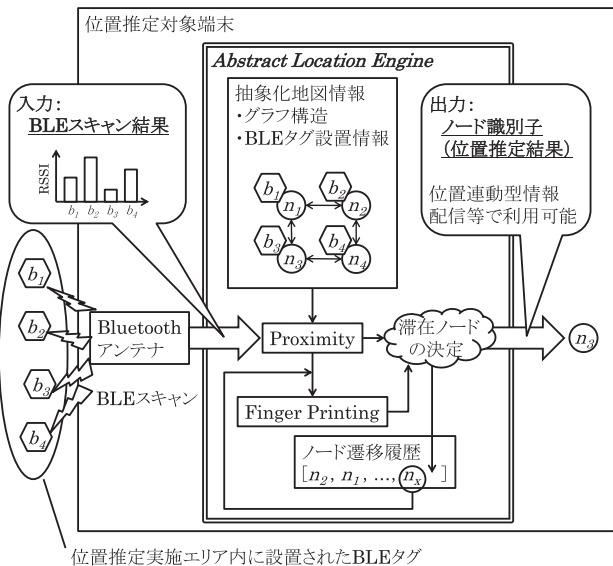 位置推定対象端末
Abstract Location Engine
入力：
BLEスキャン結果
RSSI
b1 b2 b3 b4
抽象化地図情報
・グラフ構造
・BLEタグ設置情報
b1 n1 b2 n2
b3 n3 b4 n4
出力：
ノード識別子
（位置推定結果）
位置連動型情報
配信等で利用可能
b1
b2
b3
b4
Bluetooth
アンテナ
BLEスキャン
Proximity
滞在ノード
の決定
n3
Finger Printing
ノード遷移履歴
[n2, n1, ..., nx ]
位置推定実施エリア内に設置されたBLEタグ